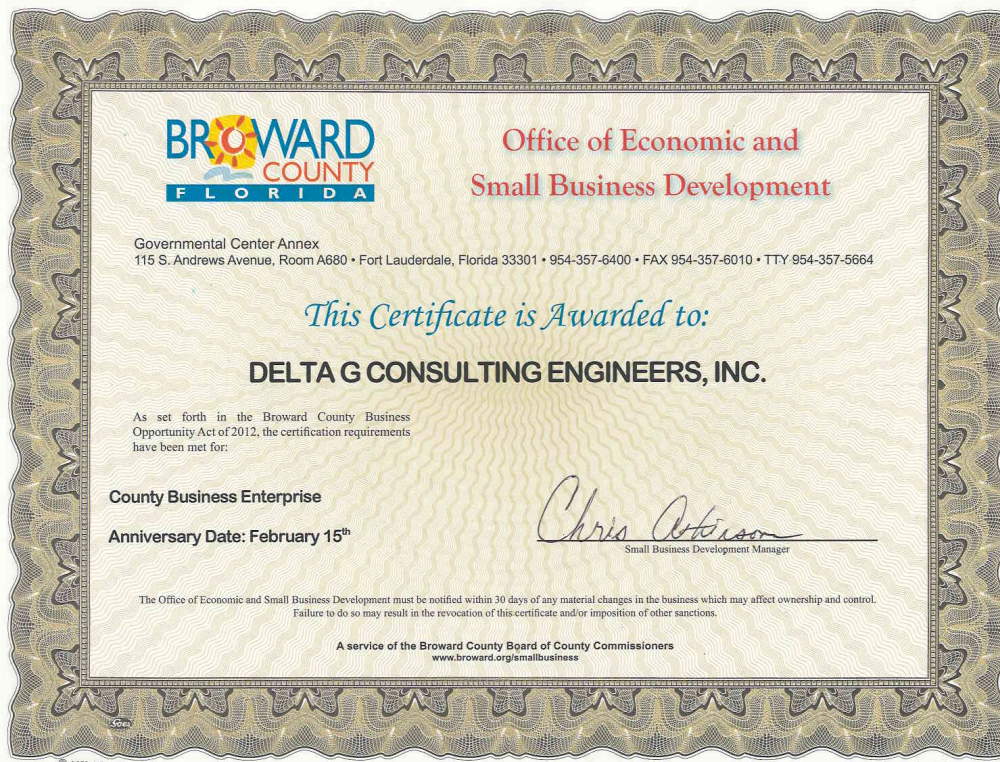 BROWARD
COUNTY
FLORIDA
Office of Economic and
Small Business Development
Governmental Center Annex
115 S. Andrews Avenue, Room A680 • Fort Lauderdale, Florida 33301 • 954-357-6400 • FAX 954-357-6010 • TTY 954-357-5664
This Certificate is Awarded to:
DELTA G CONSULTING ENGINEERS, INC.
As set forth in the Broward County Business
Opportunity Act of 2012, the certification requirements
have been met for:
County Business Enterprise
Anniversary Date: February 15th
Chris Atkinson
Small Business Development Manager
The Office of Economic and Small Business Development must be notified within 30 days of any material changes in the business which may affect ownership and control.
Failure to do so may result in the revocation of this certificate and/or imposition of other sanctions.
A service of the Broward County Board of County Commissioners
www.broward.org/smallbusiness
Goes